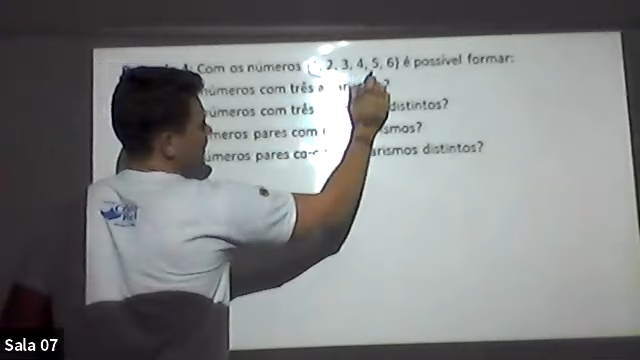 Com os números 2, 3, 4, 5, 6} é possível formar:
números com três
números com três distintos?
meros pares com ismos?
úmeros pares co arismos distintos?
Sala 07